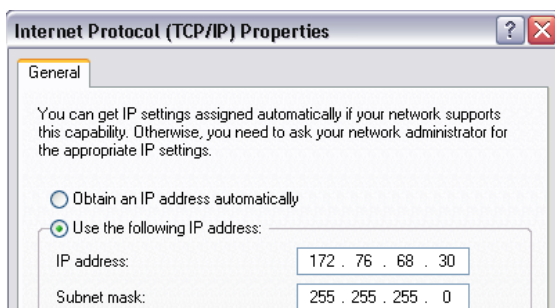 Internet Protocol (TCP/IP) Properties
General
You can get IP settings assigned automatically if your network supports
this capability. Otherwise, you need to ask your network administrator for
the appropriate IP settings.
Obtain an IP address automatically
Use the following IP address:
IP address: 172 . 76 . 68 . 30
Subnet mask: 255 . 255 . 255 . 0